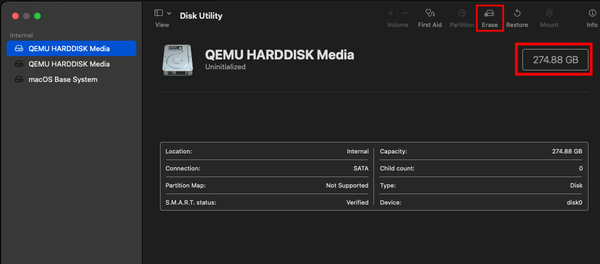 Disk Utility
View
Volume
First Aid
Partition
Erase
Restore
Mount
Info
Internal
QEMU HARDDISK Media
QEMU HARDDISK Media
macOS Base System
QEMU HARDDISK Media
Uninitialized
274.88 GB
Location: Internal
Capacity: 274.88 GB
Connection: SATA
Child count: 0
Partition Map: Not Supported
Type: Disk
S.M.A.R.T. status: Verified
Device: disk0